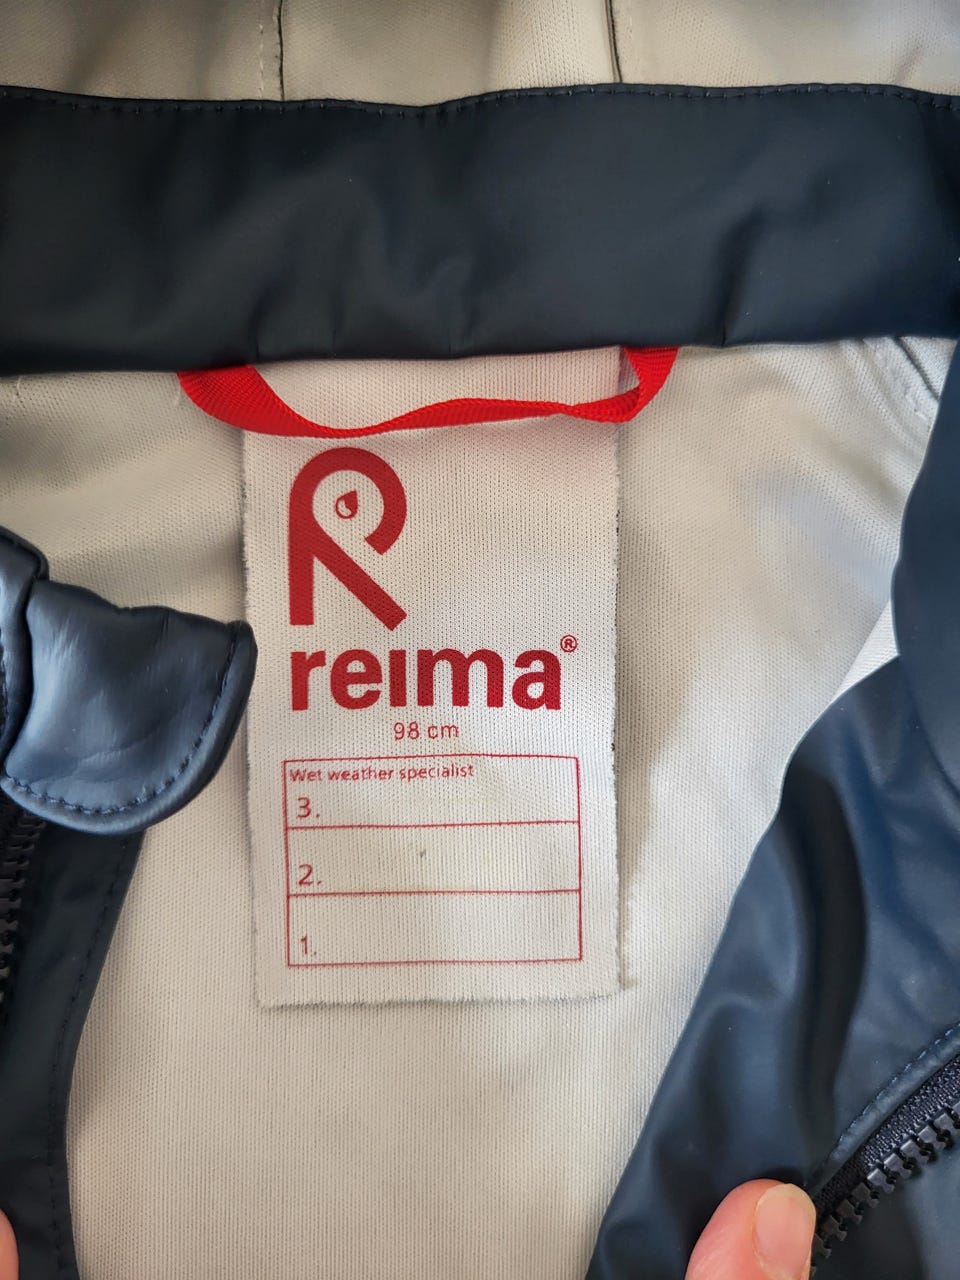 reima®
98 cm
Wet weather specialist
3.
2.
1.